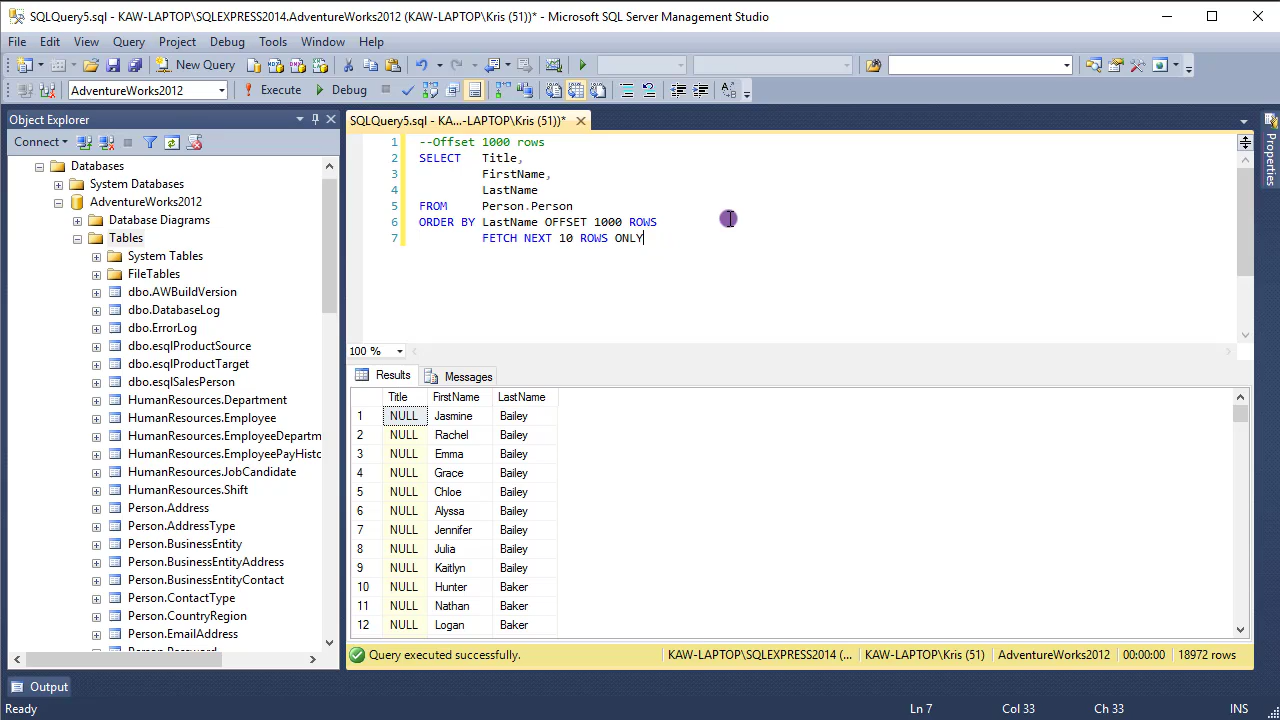 SQLQuery5.sql - KAW-LAPTOP\SQLEXPRESS2014.AdventureWorks2012 (KAW-LAPTOP\Kris (51))* - Microsoft SQL Server Management Studio
File Edit View Query Project Debug Tools Window Help
New Query
AdventureWorks2012 Execute Debug
Object Explorer
Connect
Databases
System Databases
AdventureWorks2012
Database Diagrams
Tables
System Tables
FileTables
dbo.AWBuildVersion
dbo.DatabaseLog
dbo.ErrorLog
dbo.esqlProductSource
dbo.esqlProductTarget
dbo.esqlSalesPerson
HumanResources.Department
HumanResources.Employee
HumanResources.EmployeeDepartm
HumanResources.EmployeePayHisto
HumanResources.JobCandidate
HumanResources.Shift
Person.Address
Person.AddressType
Person.BusinessEntity
Person.BusinessEntityAddress
Person.BusinessEntityContact
Person.ContactType
Person.CountryRegion
Person.EmailAddress
SQLQuery5.sql - KA...-LAPTOP\Kris (51))*
1 --Offset 1000 rows
2 SELECT Title,
3 FirstName,
4 LastName
5 FROM Person.Person
6 ORDER BY LastName OFFSET 1000 ROWS
7 FETCH NEXT 10 ROWS ONLY
100 %
Results Messages
Title FirstName LastName
1 NULL Jasmine Bailey
2 NULL Rachel Bailey
3 NULL Emma Bailey
4 NULL Grace Bailey
5 NULL Chloe Bailey
6 NULL Alyssa Bailey
7 NULL Jennifer Bailey
8 NULL Julia Bailey
9 NULL Kaitlyn Bailey
10 NULL Hunter Baker
11 NULL Nathan Baker
12 NULL Logan Baker
Query executed successfully. KAW-LAPTOP\SQLEXPRESS2014 (... KAW-LAPTOP\Kris (51) AdventureWorks2012 00:00:00 18972 rows
Properties
Output
Ready Ln 7 Col 33 Ch 33 INS